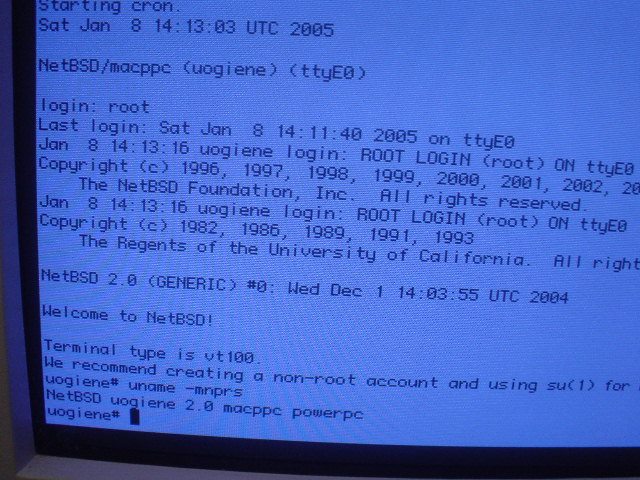 Starting cron.
Sat Jan  8 14:13:03 UTC 2005
NetBSD/macppc (uogiene) (ttyE0)
login: root
Last login: Sat Jan  8 14:11:40 2005 on ttyE0
Jan  8 14:13:16 uogiene login: ROOT LOGIN (root) ON ttyE0
Copyright (c) 1996, 1997, 1998, 1999, 2000, 2001, 2002, 20
The NetBSD Foundation, Inc.  All rights reserved.
Jan  8 14:13:16 uogiene login: ROOT LOGIN (root) ON ttyE0
Copyright (c) 1982, 1986, 1989, 1991, 1993
The Regents of the University of California.  All right
NetBSD 2.0 (GENERIC) #0: Wed Dec 1 14:03:55 UTC 2004
Welcome to NetBSD!
Terminal type is vt100.
We recommend creating a non-root account and using su(1) for
uogiene# uname -mnprs
NetBSD uogiene 2.0 macppc powerpc
uogiene#